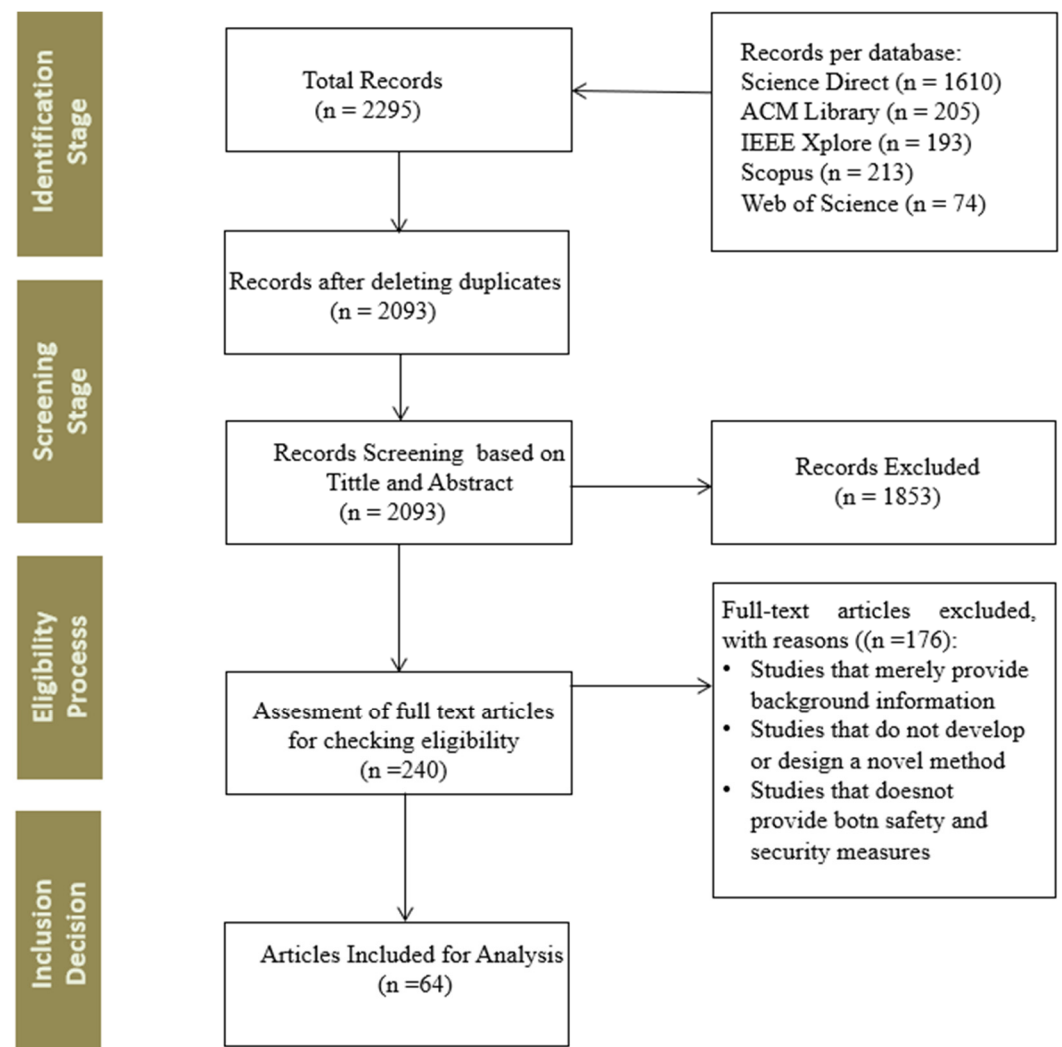 Identification
Stage
Total Records
(n = 2295)
Records per database:
Science Direct (n = 1610)
ACM Library (n = 205)
IEEE Xplore (n = 193)
Scopus (n = 213)
Web of Science (n = 74)
Records after deleting duplicates
(n = 2093)
Screening
Stage
Records Screening based on
Tittle and Abstract
(n = 2093)
Records Excluded
(n = 1853)
Eligibility
Processs
Assesment of full text articles
for checking eligibility
(n =240)
Full-text articles excluded,
with reasons ((n =176):
• Studies that merely provide
background information
• Studies that do not develop
or design a novel method
• Studies that doesnot
provide botn safety and
security measures
Inclusion
Decision
Articles Included for Analysis
(n =64)